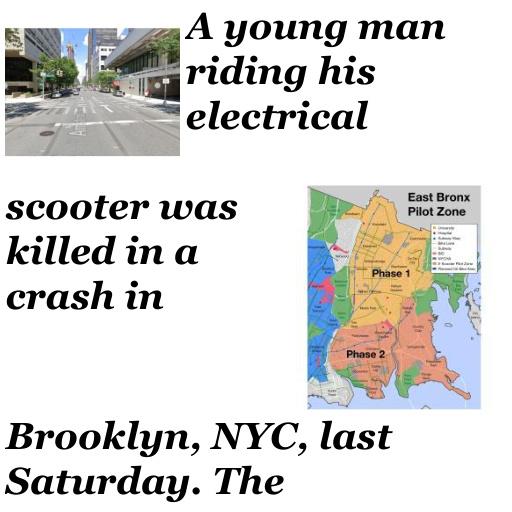 A young man
riding his
electrical
scooter was
killed in a
crash in
East Bronx
Pilot Zone
Phase 1
Phase 2
Brooklyn, NYC, last
Saturday. The